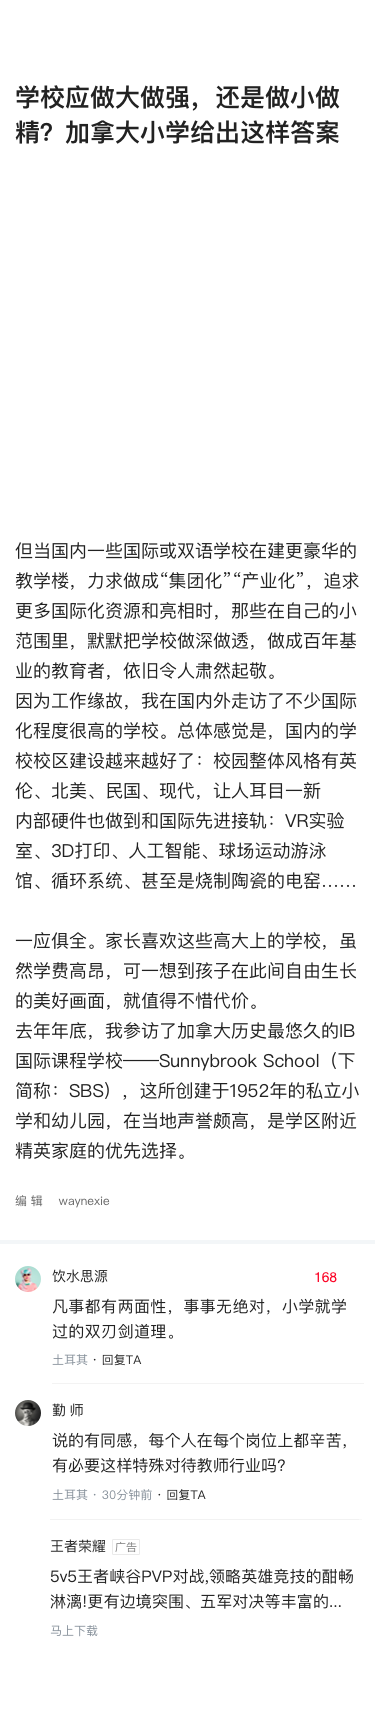 学校应做大做强，还是做小做
精？加拿大小学给出这样答案
但当国内一些国际或双语学校在建更豪华的
教学楼，力求做成“集团化”“产业化”，追求
更多国际化资源和亮相时，那些在自己的小
范围里，默默把学校做深做透，做成百年基
业的教育者，依旧令人肃然起敬。
因为工作缘故，我在国内外走访了不少国际
化程度很高的学校。总体感觉是，国内的学
校校区建设越来越好了：校园整体风格有英
伦、北美、民国、现代，让人耳目一新
内部硬件也做到和国际先进接轨：VR实验
室、3D打印、人工智能、球场运动游泳
馆、循环系统、甚至是烧制陶瓷的电窑……
一应俱全。家长喜欢这些高大上的学校，虽
然学费高昂，可一想到孩子在此间自由生长
的美好画面，就值得不惜代价。
去年年底，我参访了加拿大历史最悠久的IB
国际课程学校——Sunnybrook School（下
简称：SBS），这所创建于1952年的私立小
学和幼儿园，在当地声誉颇高，是学区附近
精英家庭的优先选择。
编 辑 waynexie
饮水思源 168
凡事都有两面性，事事无绝对，小学就学
过的双刃剑道理。
土耳其 · 回复TA
勤 师
说的有同感，每个人在每个岗位上都辛苦，
有必要这样特殊对待教师行业吗？
土耳其 · 30分钟前 · 回复TA
王者荣耀 广告
5v5王者峡谷PVP对战,领略英雄竞技的酣畅
淋漓!更有边境突围、五军对决等丰富的...
马上下载